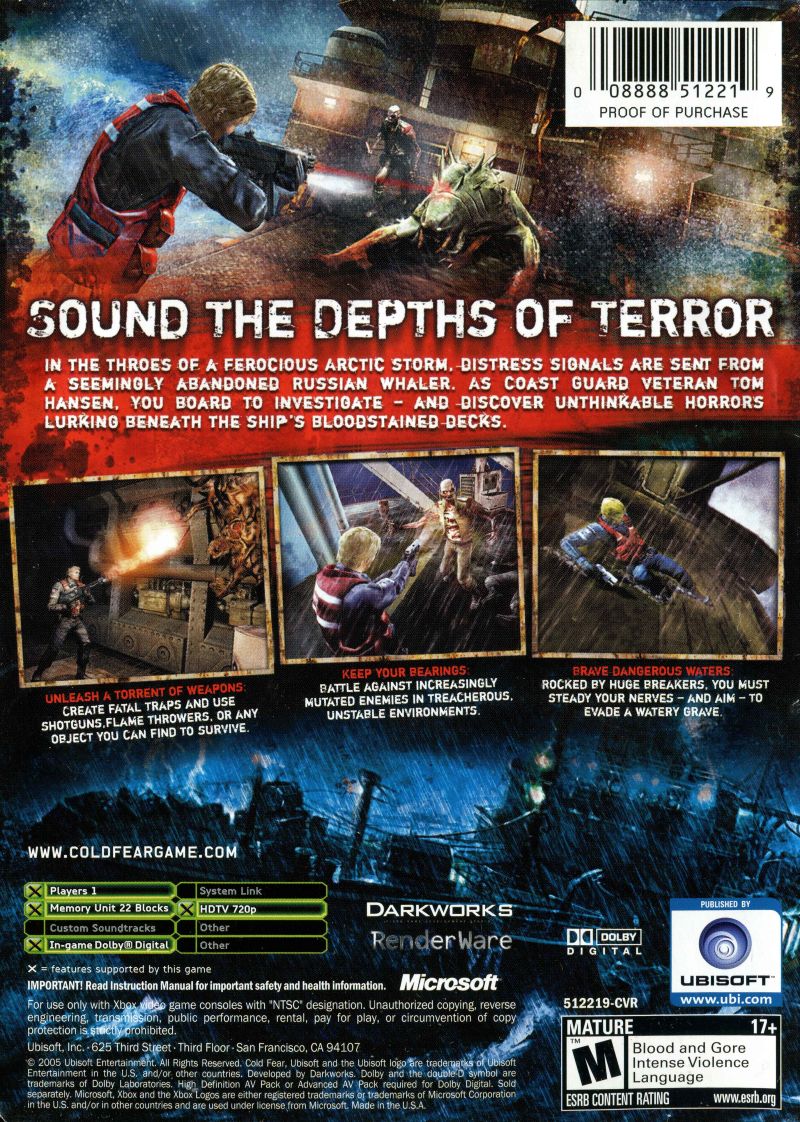 0 08888 51221 9
PROOF OF PURCHASE
SOUND THE DEPTHS OF TERROR
IN THE THROES OF A FEROCIOUS ARCTIC STORM, DISTRESS SIGNALS ARE SENT FROM
A SEEMINGLY ABANDONED RUSSIAN WHALER. AS COAST GUARD VETERAN TOM
HANSEN, YOU BOARD TO INVESTIGATE – AND DISCOVER UNTHINKABLE HORRORS
LURKING BENEATH THE SHIP'S BLOODSTAINED DECKS.
UNLEASH A TORRENT OF WEAPONS:
CREATE FATAL TRAPS AND USE
SHOTGUNS,FLAME THROWERS, OR ANY
OBJECT YOU CAN FIND TO SURVIVE.
KEEP YOUR BEARINGS:
BATTLE AGAINST INCREASINGLY
MUTATED ENEMIES IN TREACHEROUS,
UNSTABLE ENVIRONMENTS.
BRAVE DANGEROUS WATERS:
ROCKED BY HUGE BREAKERS, YOU MUST
STEADY YOUR NERVES – AND AIM – TO
EVADE A WATERY GRAVE.
WWW.COLDFEARGAME.COM
Players 1
System Link
Memory Unit 22 Blocks
HDTV 720p
Custom Soundtracks
Other
In-game Dolby® Digital
Other
X = features supported by this game
IMPORTANT! Read Instruction Manual for important safety and health information.
DARKWORKS
RenderWare
Microsoft®
DOLBY
DIGITAL
PUBLISHED BY
UBISOFT™
www.ubi.com
For use only with Xbox video game consoles with "NTSC" designation. Unauthorized copying, reverse
engineering, transmission, public performance, rental, pay for play, or circumvention of copy
protection is strictly prohibited.
Ubisoft, Inc. · 625 Third Street · Third Floor · San Francisco, CA 94107
© 2005 Ubisoft Entertainment. All Rights Reserved. Cold Fear, Ubisoft and the Ubisoft logo are trademarks of Ubisoft
Entertainment in the U.S. and/or other countries. Developed by Darkworks. Dolby and the double-D symbol are
trademarks of Dolby Laboratories. High Definition AV Pack or Advanced AV Pack required for Dolby Digital. Sold
separately. Microsoft, Xbox and the Xbox Logos are either registered trademarks or trademarks of Microsoft Corporation
in the U.S. and/or in other countries and are used under license from Microsoft. Made in the U.S.A.
512219-CVR
MATURE 17+
M™
Blood and Gore
Intense Violence
Language
ESRB CONTENT RATING www.esrb.org